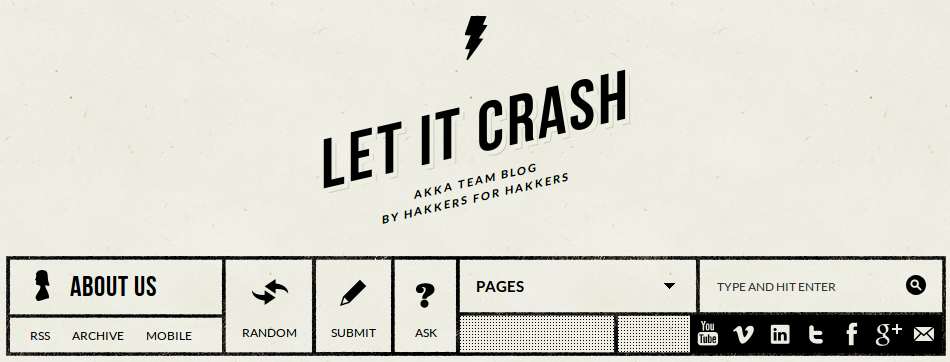 LET IT CRASH
AKKA TEAM BLOG
BY HAKKERS FOR HAKKERS
ABOUT US
RSS ARCHIVE MOBILE
RANDOM
SUBMIT
ASK
PAGES
TYPE AND HIT ENTER
You Tube
in
t
f
g+